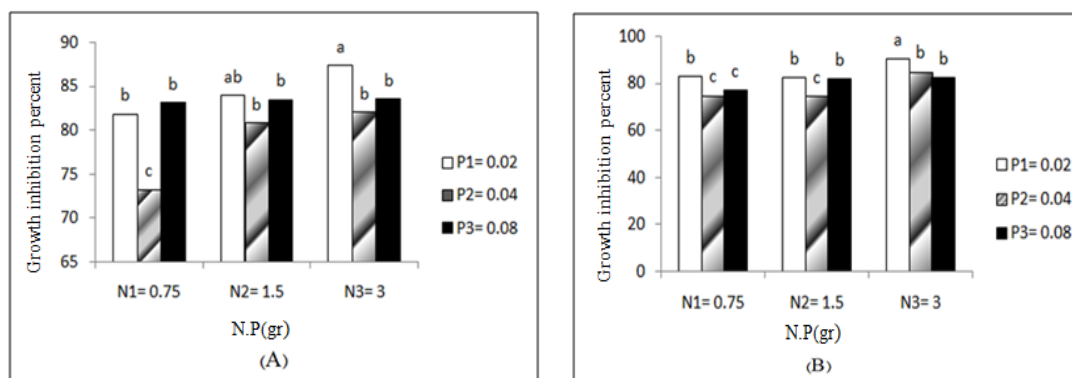 Growth inhibition percent
90
85
80
75
70
65
b
c
b
ab
b
b
a
b
b
N1= 0.75
N2= 1.5
N3= 3
N.P(gr)
(A)
P1= 0.02
P2= 0.04
P3= 0.08
Growth inhibition percent
100
80
60
40
20
0
b
c
c
b
c
b
a
b
b
N1= 0.75
N2= 1.5
N3= 3
N.P(gr)
(B)
P1= 0.02
P2= 0.04
P3= 0.08